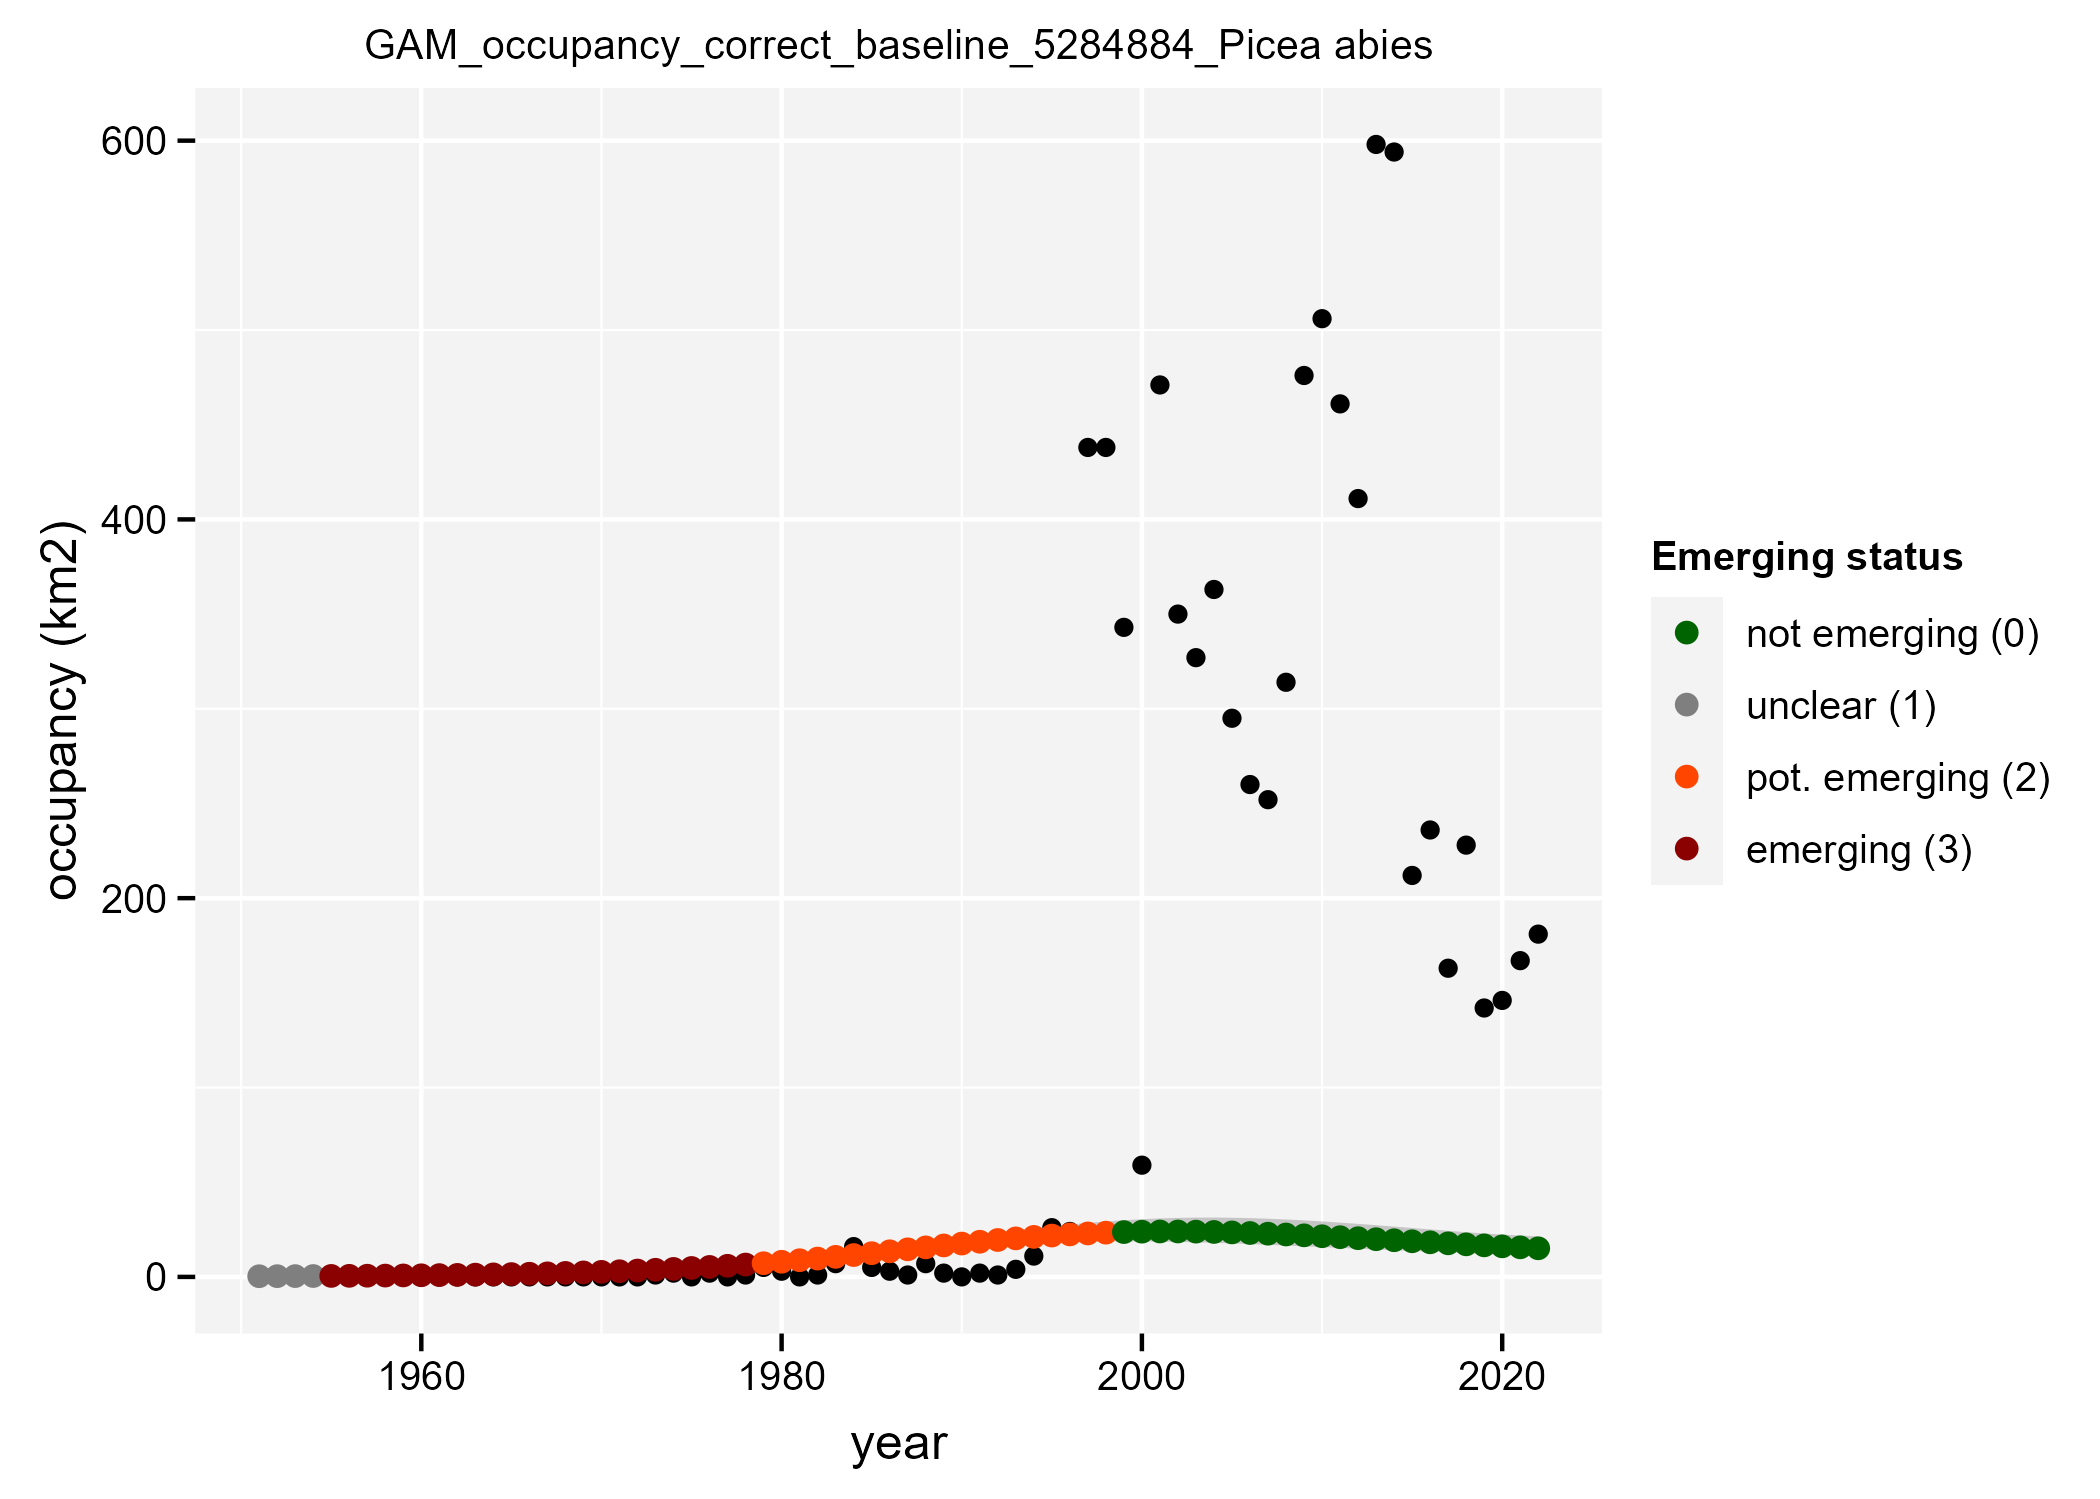 GAM_occupancy_correct_baseline_5284884_Picea abies
600
400
200
0
occupancy (km2)
1960
1980
2000
2020
year
Emerging status
not emerging (0)
unclear (1)
pot. emerging (2)
emerging (3)